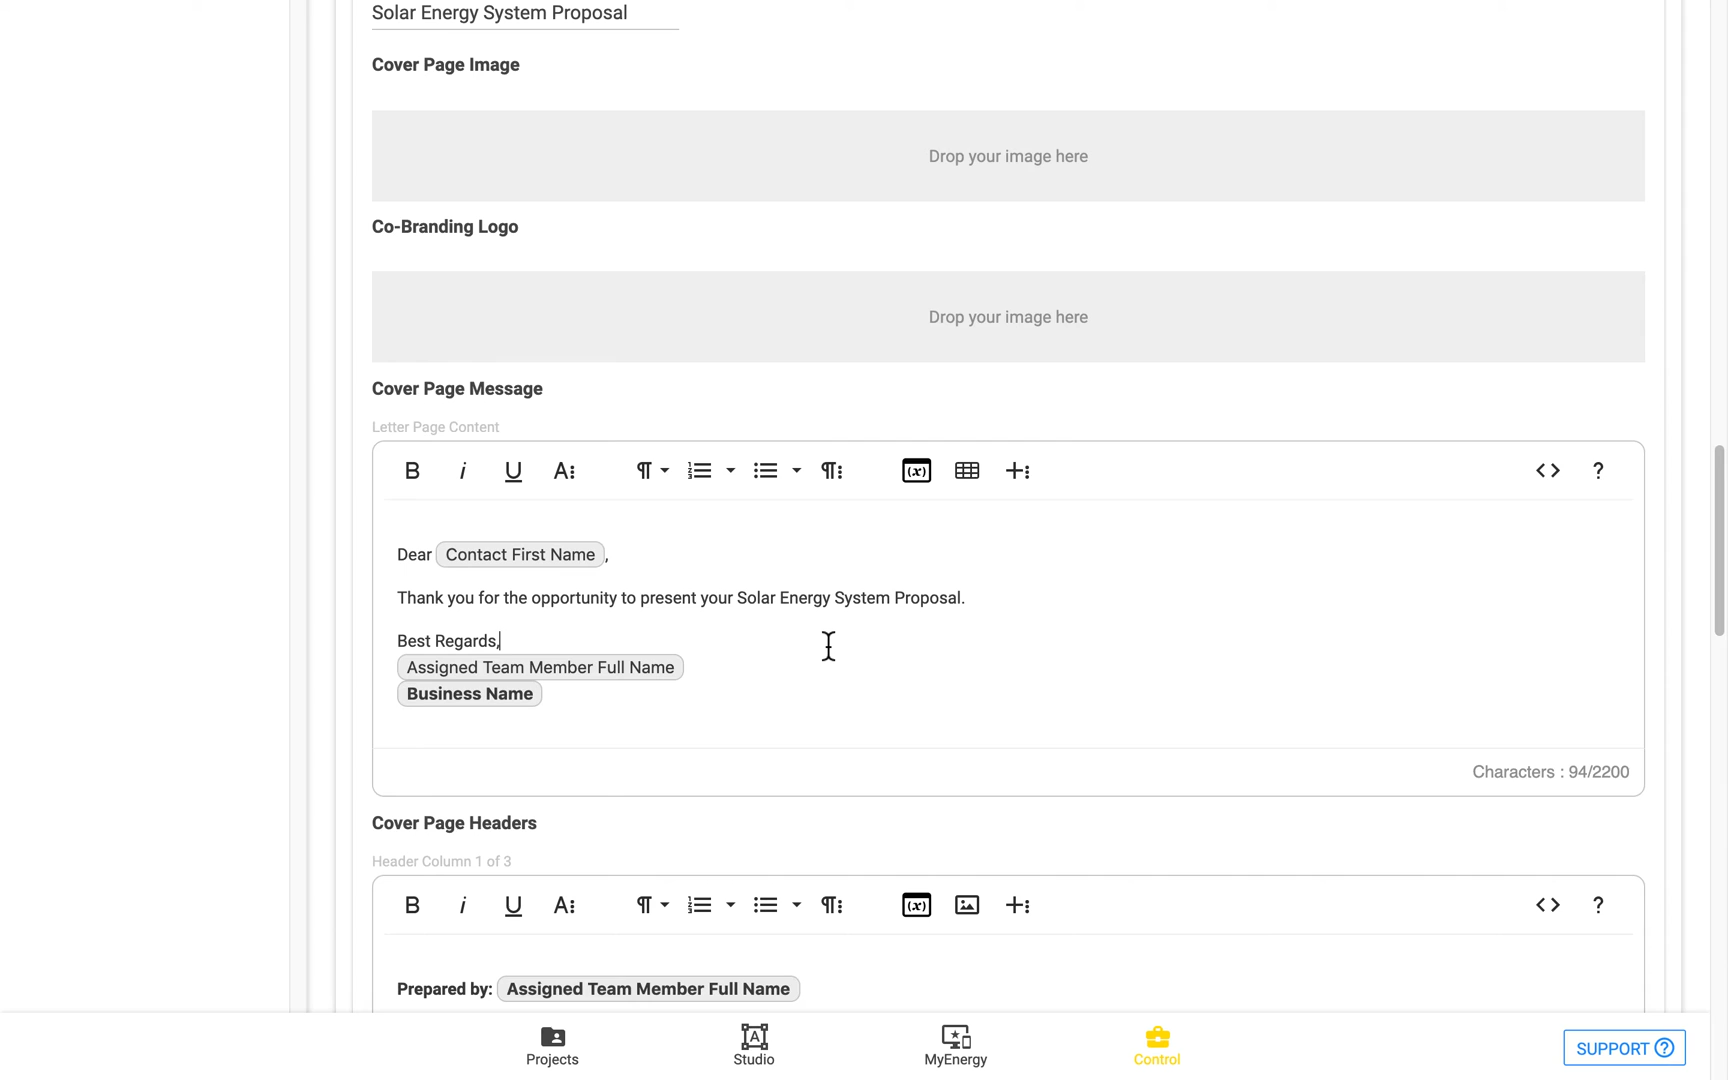 Solar Energy System Proposal
Cover Page Image
Drop your image here
Co-Branding Logo
Drop your image here
Cover Page Message
Letter Page Content
Dear Contact First Name,
Thank you for the opportunity to present your Solar Energy System Proposal.
Best Regards,
Assigned Team Member Full Name
Business Name
Characters : 94/2200
Cover Page Headers
Header Column 1 of 3
Prepared by: Assigned Team Member Full Name
Projects
Studio
MyEnergy
Control
SUPPORT